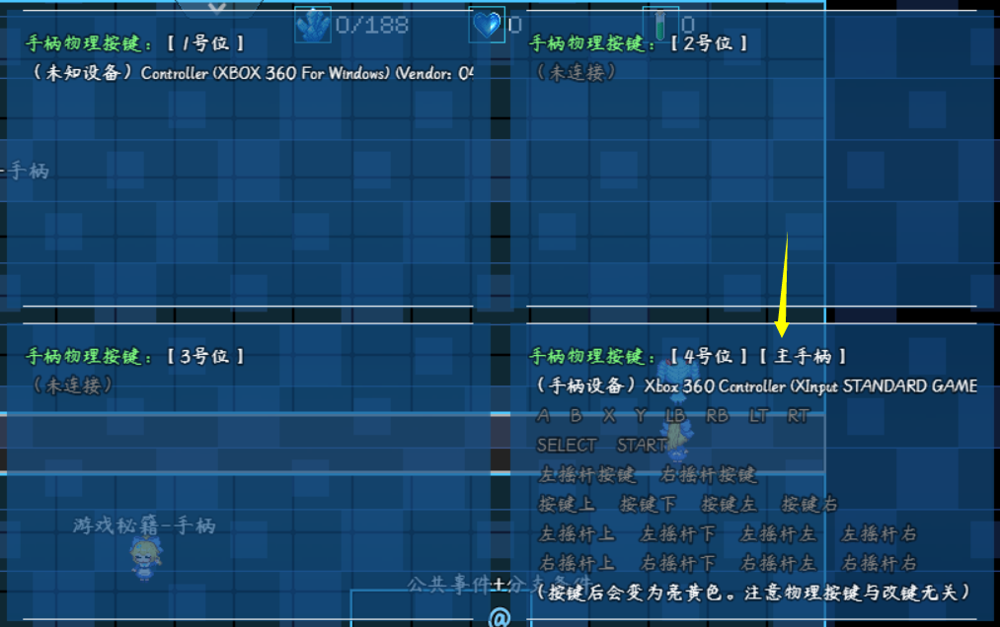 0/188
0
0
手柄物理按键：【1号位】
（未知设备）Controller (XBOX 360 For Windows) (Vendor: 04
手柄物理按键：【2号位】
（未连接）
-手柄
手柄物理按键：【3号位】
（未连接）
游戏秘籍-手柄
手柄物理按键：【4号位】【主手柄】
（手柄设备）Xbox 360 Controller (XInput STANDARD GAME
A B X Y LB RB LT RT
SELECT START
左摇杆按键 右摇杆按键
按键上 按键下 按键左 按键右
左摇杆上 左摇杆下 左摇杆左 左摇杆右
右摇杆上 右摇杆下 右摇杆左 右摇杆右
（按键后会变为亮黄色。注意物理按键与改键无关）
公共事件+分支条件
@